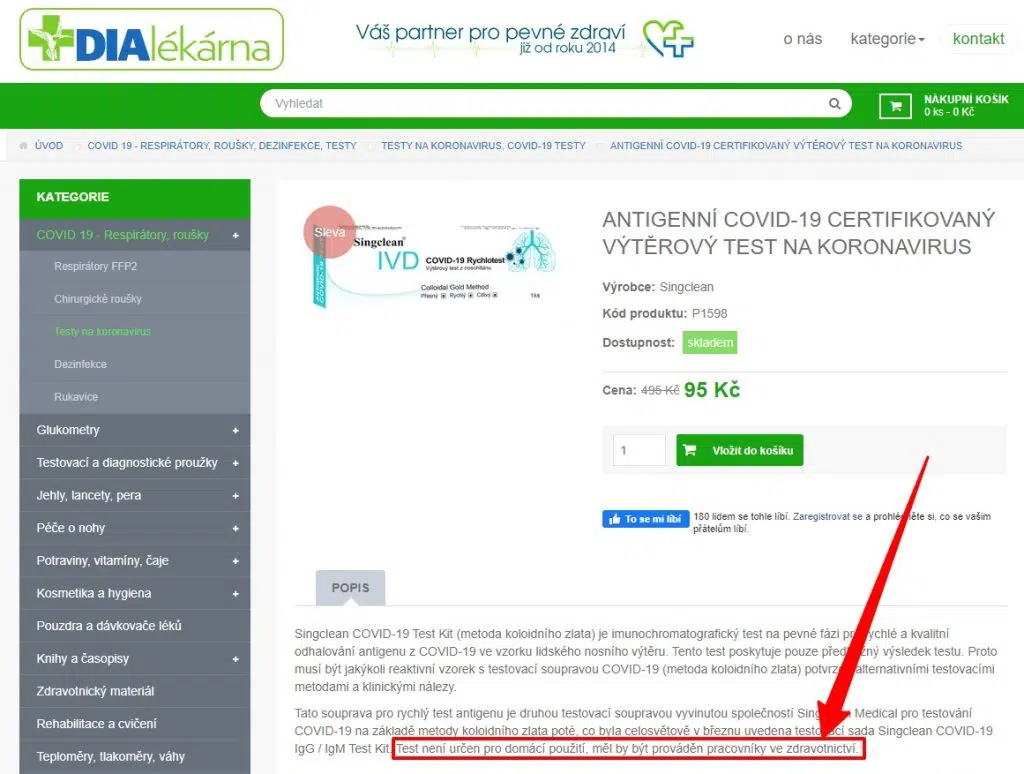 DIAlékárna
Váš partner pro pevné zdraví
již od roku 2014
o nás
kategorie
kontakt
Vyhledat
NÁKUPNÍ KOŠÍK
0 ks - 0 Kč
ÚVOD
COVID 19 - RESPIRÁTORY, ROUŠKY, DEZINFEKCE, TESTY
TESTY NA KORONAVIRUS, COVID-19 TESTY
ANTIGENNÍ COVID-19 CERTIFIKOVANÝ VÝTĚROVÝ TEST NA KORONAVIRUS
KATEGORIE
COVID 19 - Respirátory, roušky +
Respirátory FFP2
Chirurgické roušky
Testy na koronavirus
Dezinfekce
Rukavice
Glukometry +
Testovací a diagnostické proužky +
Jehly, lancety, pera +
Péče o nohy +
Potraviny, vitamíny, čaje +
Kosmetika a hygiena +
Pouzdra a dávkovače léků
Knihy a časopisy +
Zdravotnický materiál
Rehabilitace a cvičení
Teploměry, tlakoměry, váhy
Sleva
Singclean
IVD
COVID-19 Rychlotest
Výtěrový test z nosohltanu
Colloidal Gold Method
Přesný Rychlý Citlivý
1ks
ANTIGENNÍ COVID-19 CERTIFIKOVANÝ
VÝTĚROVÝ TEST NA KORONAVIRUS
Výrobce: Singclean
Kód produktu: P1598
Dostupnost: skladem
Cena: 495 Kč 95 Kč
1
Vložit do košíku
To se mi líbí
180 lidem se tohle líbí. Zaregistrovat se a prohlédněte si, co se vašim
přátelům líbí.
POPIS
Singclean COVID-19 Test Kit (metoda koloidního zlata) je imunochromatografický test na pevné fázi pro rychlé a kvalitní
odhalování antigenu z COVID-19 ve vzorku lidského nosního výtěru. Tento test poskytuje pouze předběžný výsledek testu. Proto
musí být jakýkoli reaktivní vzorek s testovací soupravou COVID-19 (metoda koloidního zlata) potvrzen alternativními testovacími
metodami a klinickými nálezy.
Tato souprava pro rychlý test antigenu je druhou testovací soupravou vyvinutou společností Singclean Medical pro testování
COVID-19 na základě metody koloidního zlata poté, co byla celosvětově v březnu uvedena testovací sada Singclean COVID-19
IgG / IgM Test Kit. Test není určen pro domácí použití, měl by být prováděn pracovníky ve zdravotnictví.